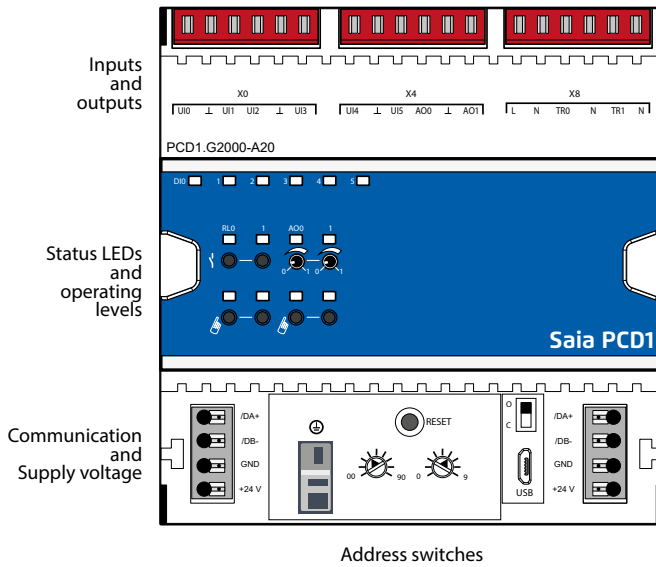 Inputs
and
outputs
X0 X4 X8
UI0 ⊥ UI1 UI2 ⊥ UI3 UI4 ⊥ UI5 AO0 ⊥ AO1 L N TR0 N TR1 N
PCD1.G2000-A20
DI0 1 2 3 4 5
RL0 1 AO0 1
Status LEDs
and
operating
levels
0 1 0 1
Saia PCD1
O
C
/DA+ RESET /DA+
Communication
and
Supply voltage
/DB- /DB-
GND GND
00 90 0 9
+24 V USB +24 V
Address switches